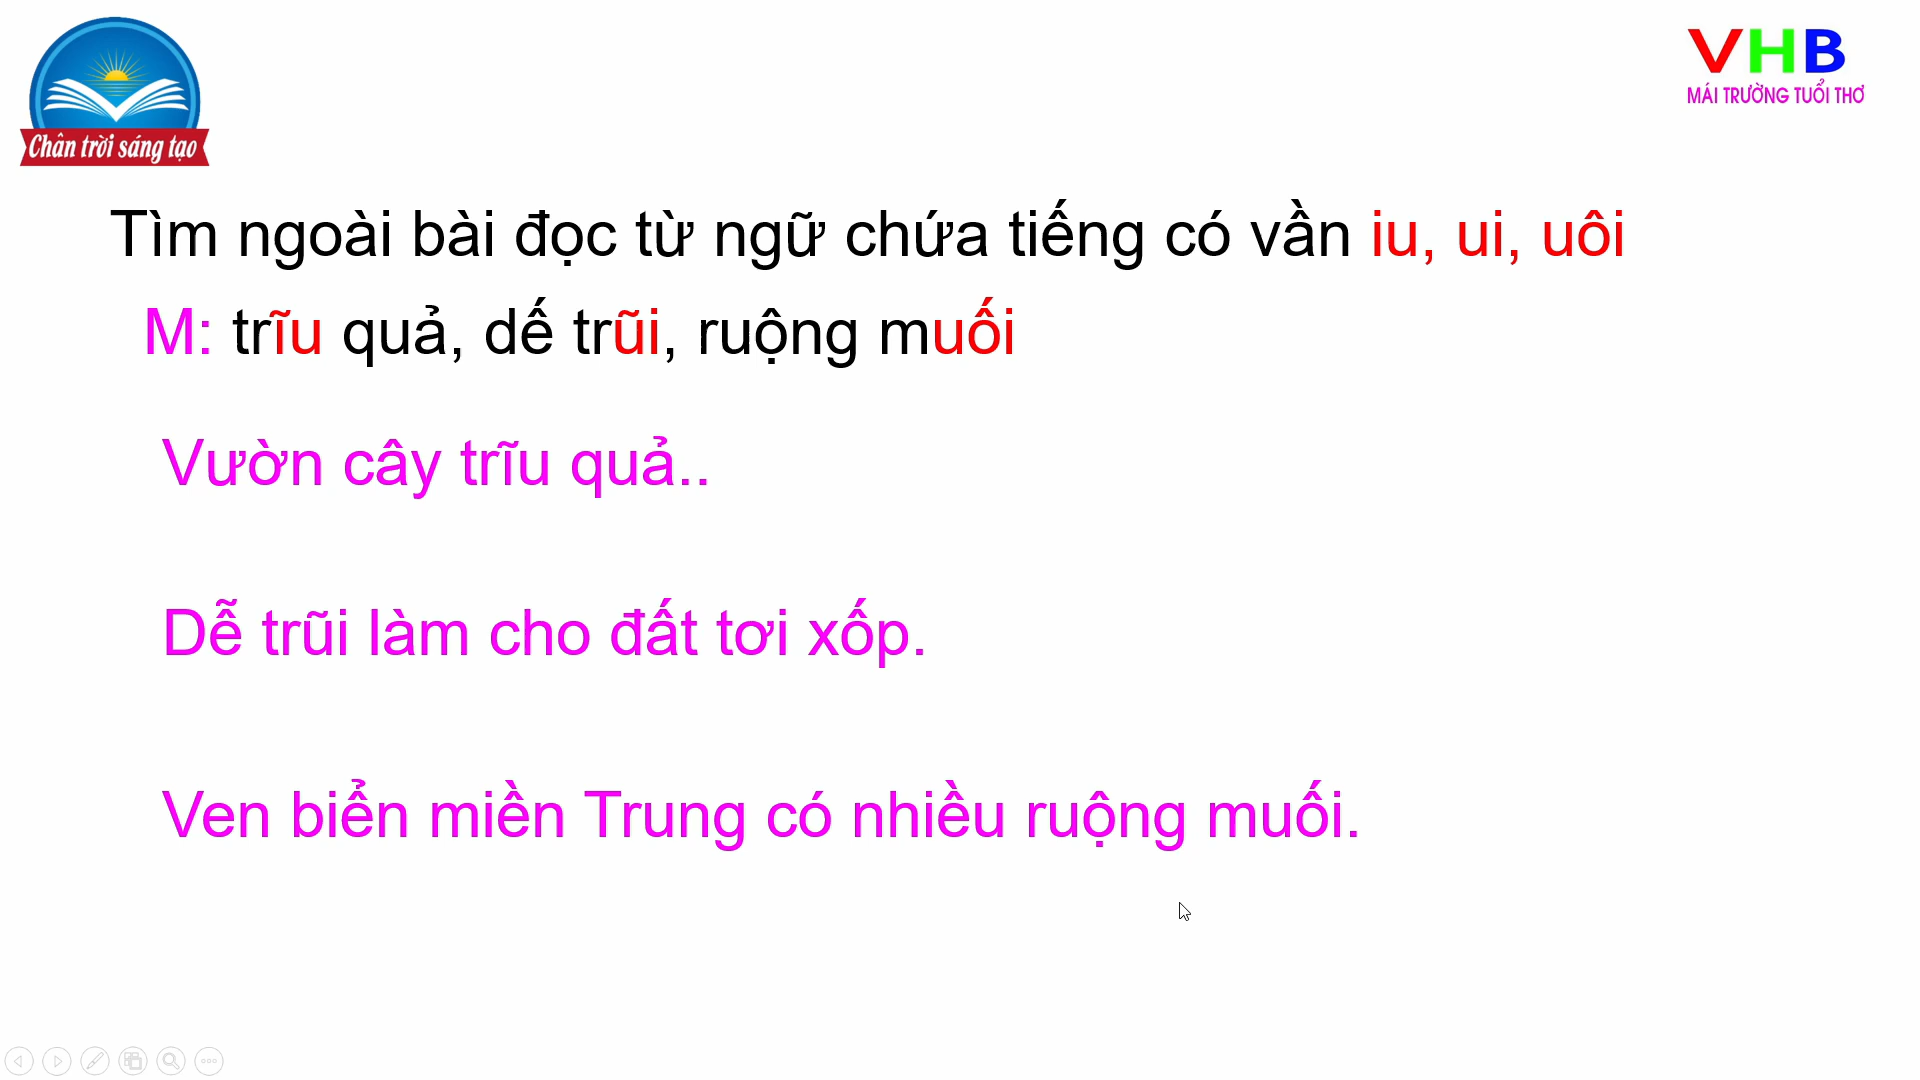 Chân trời sáng tạo
VHB
MÁI TRƯỜNG TUỔI THƠ
Tìm ngoài bài đọc từ ngữ chứa tiếng có vần iu, ui, uôi
M: trĩu quả, dế trũi, ruộng muối
Vườn cây trĩu quả..
Dễ trũi làm cho đất tơi xốp.
Ven biển miền Trung có nhiều ruộng muối.